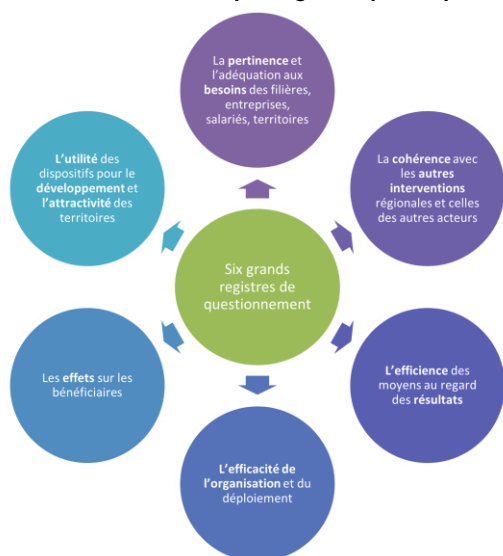 La pertinence et
l'adéquation aux
besoins des filières,
entreprises,
salariés, territoires
La cohérence avec
les autres
interventions
régionales et celles
des autres acteurs
L'efficience des
moyens au regard
des résultats
L'efficacité de
l'organisation et du
déploiement
Les effets sur les
bénéficiaires
L'utilité des
dispositifs pour le
développement et
l'attractivité des
territoires
Six grands
registres de
questionnement